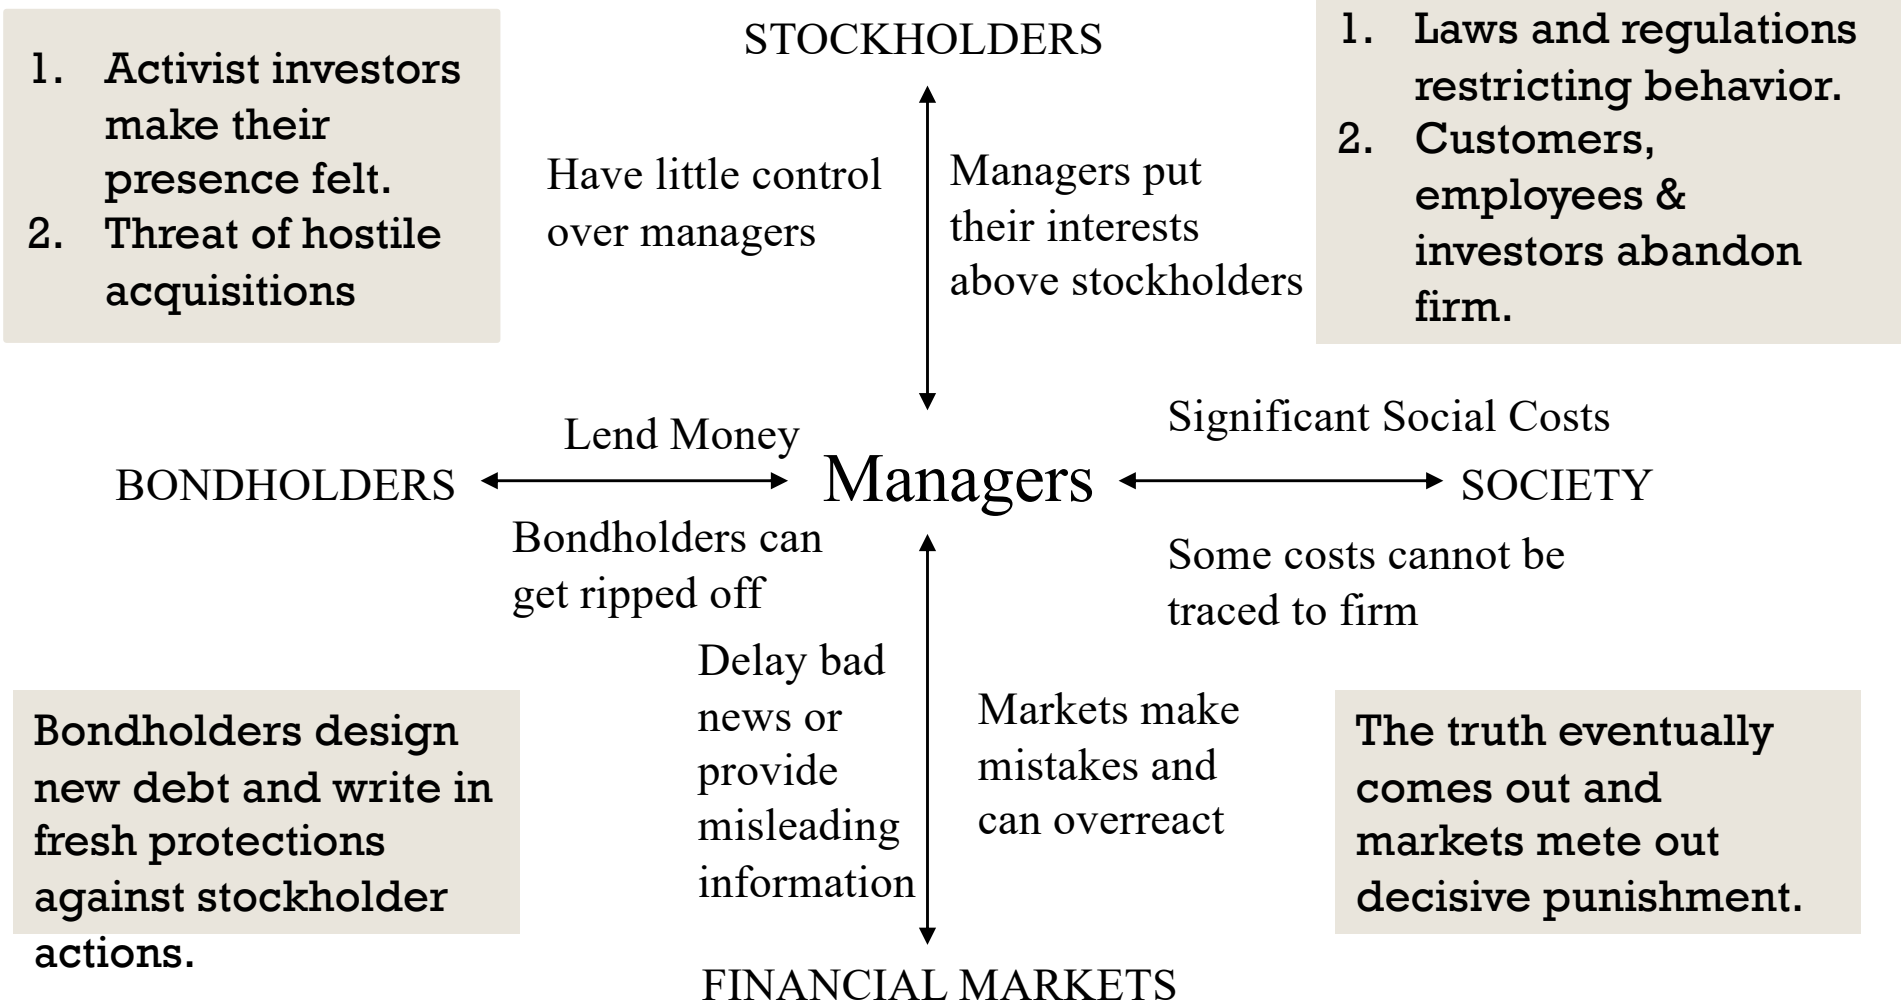 1. Activist investors
make their
presence felt.
2. Threat of hostile
acquisitions
STOCKHOLDERS
Have little control
over managers
Managers put
their interests
above stockholders
1. Laws and regulations
restricting behavior.
2. Customers,
employees &
investors abandon
firm.
BONDHOLDERS
Lend Money
Bondholders can
get ripped off
Managers
Significant Social Costs
SOCIETY
Some costs cannot be
traced to firm
Bondholders design
new debt and write in
fresh protections
against stockholder
actions.
Delay bad
news or
provide
misleading
information
Markets make
mistakes and
can overreact
The truth eventually
comes out and
markets mete out
decisive punishment.
FINANCIAL MARKETS